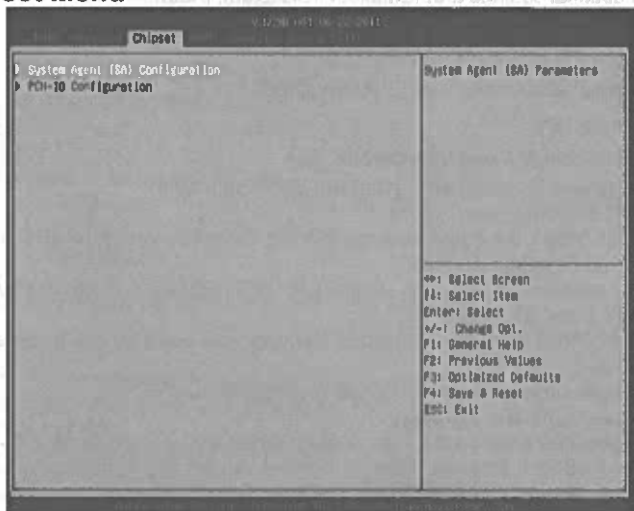 Chipset
System Agent (SA) Configuration
PCH-IO Configuration
System Agent (SA) Parameters
Select Screen
Select Item
Enter: Select
+/-: Change Opt.
F1: General Help
F2: Previous Values
F3: Optimized Defaults
F4: Save & Reset
ESC: Exit